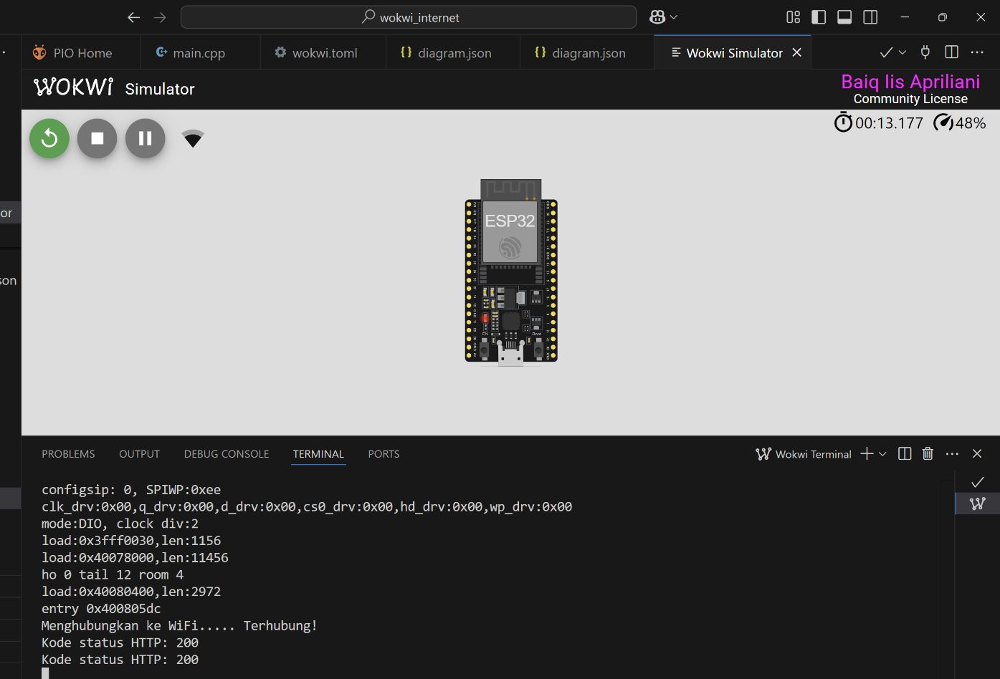 wokwi_internet
PIO Home
main.cpp
wokwi.toml
diagram.json
diagram.json
Wokwi Simulator
WOKWi Simulator
Baiq Iis Apriliani
Community License
00:13.177 48%
or
son
ESP32
EN
Boot
PROBLEMS OUTPUT DEBUG CONSOLE TERMINAL PORTS
Wokwi Terminal
configsip: 0, SPIWP:0xee
clk_drv:0x00,q_drv:0x00,d_drv:0x00,cs0_drv:0x00,hd_drv:0x00,wp_drv:0x00
mode:DIO, clock div:2
load:0x3fff0030,len:1156
load:0x40078000,len:11456
ho 0 tail 12 room 4
load:0x40080400,len:2972
entry 0x400805dc
Menghubungkan ke WiFi..... Terhubung!
Kode status HTTP: 200
Kode status HTTP: 200